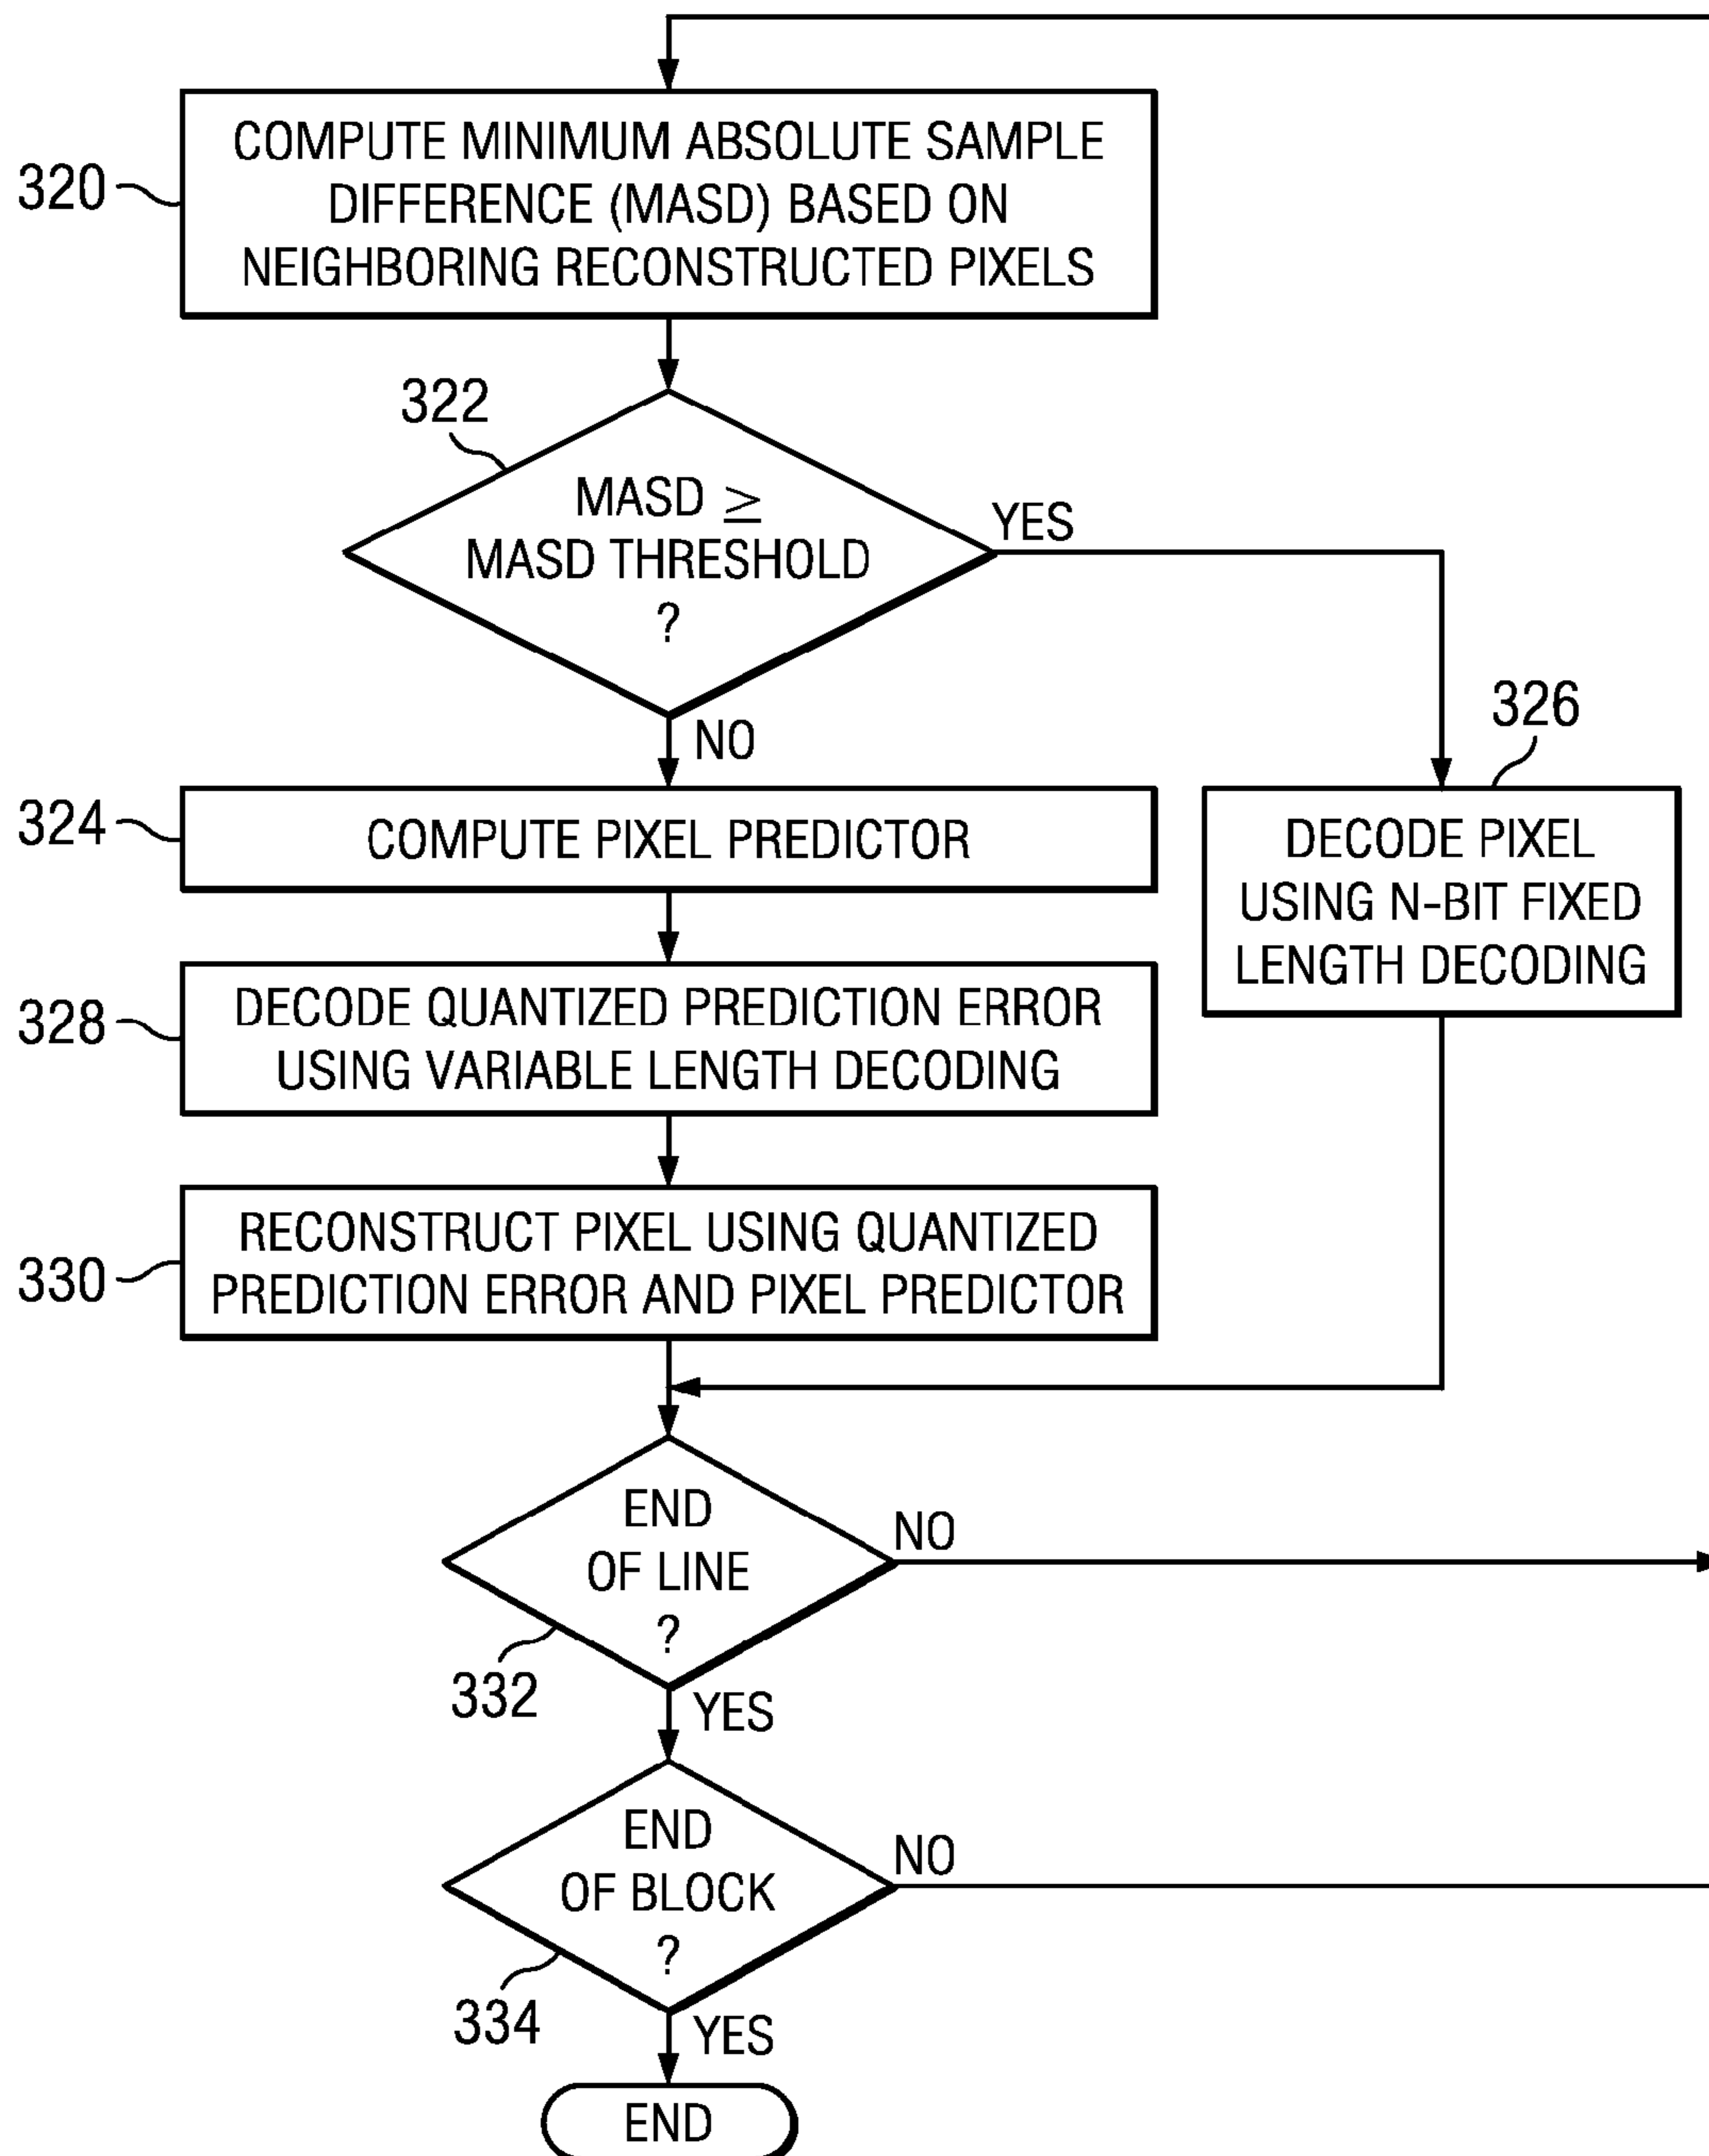 320
COMPUTE MINIMUM ABSOLUTE SAMPLE
DIFFERENCE (MASD) BASED ON
NEIGHBORING RECONSTRUCTED PIXELS
322
MASD ≥
MASD THRESHOLD
?
YES
NO
326
324
COMPUTE PIXEL PREDICTOR
DECODE PIXEL
USING N-BIT FIXED
LENGTH DECODING
328
DECODE QUANTIZED PREDICTION ERROR
USING VARIABLE LENGTH DECODING
330
RECONSTRUCT PIXEL USING QUANTIZED
PREDICTION ERROR AND PIXEL PREDICTOR
END
OF LINE
?
NO
332
YES
END
OF BLOCK
?
NO
334
YES
END